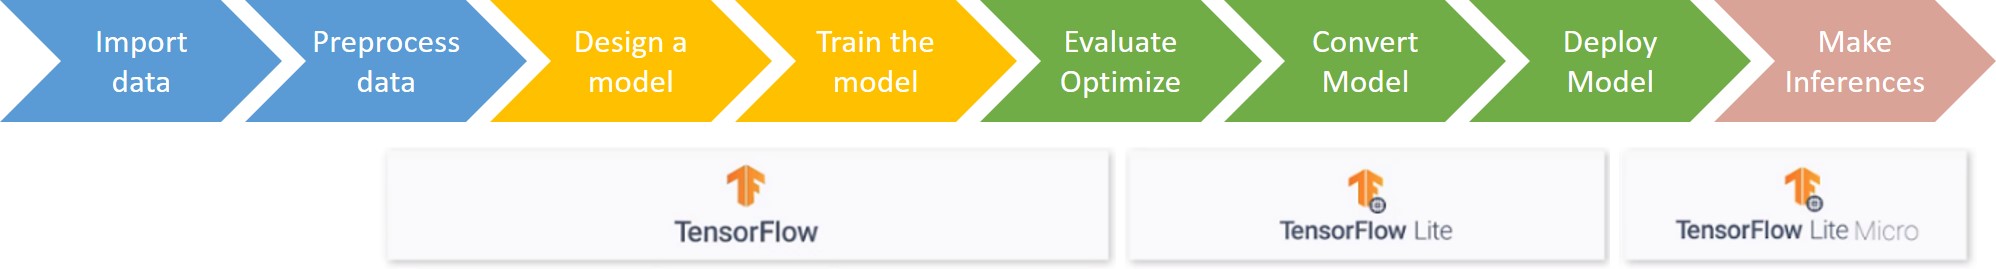 Import
data
Preprocess
data
Design a
model
Train the
model
Evaluate
Optimize
Convert
Model
Deploy
Model
Make
Inferences
TensorFlow
TensorFlow Lite
TensorFlow Lite Micro